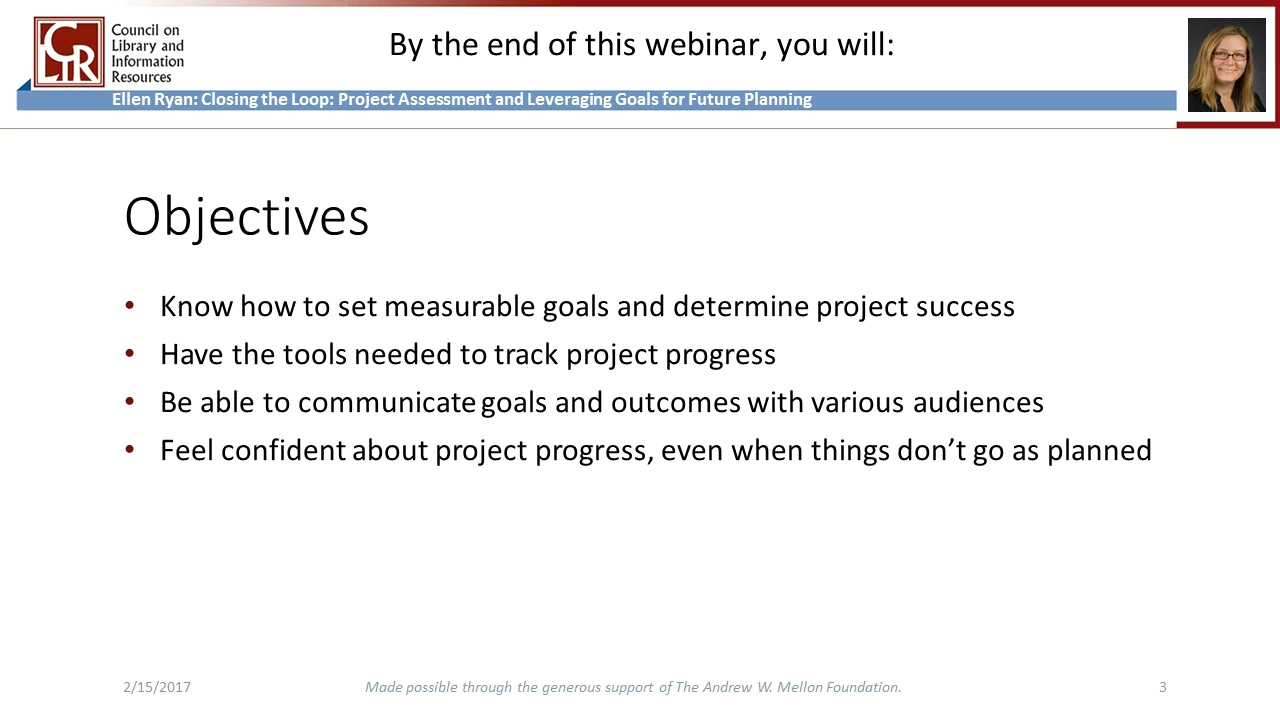 CLIR
Council on
Library and
Information
Resources
By the end of this webinar, you will:
Ellen Ryan: Closing the Loop: Project Assessment and Leveraging Goals for Future Planning
Objectives
• Know how to set measurable goals and determine project success
• Have the tools needed to track project progress
• Be able to communicate goals and outcomes with various audiences
• Feel confident about project progress, even when things don’t go as planned
2/15/2017
Made possible through the generous support of The Andrew W. Mellon Foundation.
3